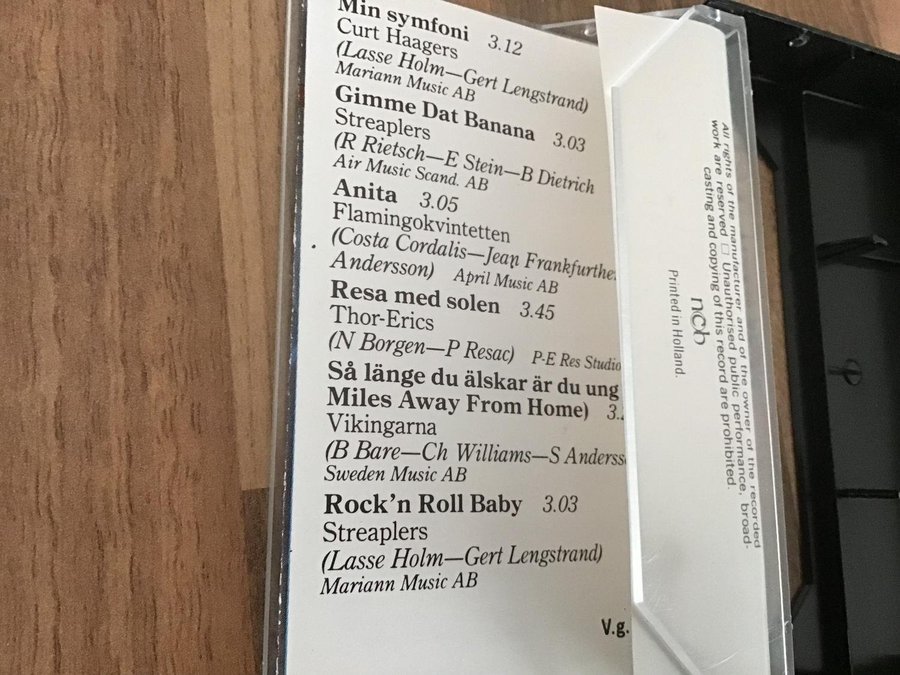 Min symfoni 3.12
Curt Haagers
(Lasse Holm—Gert Lengstrand)
Mariann Music AB
Gimme Dat Banana 3.03
Streaplers
(R Rietsch—E Stein—B Dietrich
Air Music Scand. AB
Anita 3.05
Flamingokvintetten
(Costa Cordalis—Jean Frankfurthe
Andersson) April Music AB
Resa med solen 3.45
Thor-Erics
(N Borgen—P Resac) P-E Res Studio
Så länge du älskar är du ung
Miles Away From Home) 3.
Vikingarna
(B Bare—Ch Williams—S Anderss
Sweden Music AB
Rock'n Roll Baby 3.03
Streaplers
(Lasse Holm—Gert Lengstrand)
Mariann Music AB
V.g.
All rights of the manufacturer and of the owner of the recorded
work are reserved □ Unauthorised public performance, broad-
casting and copying of this record are prohibited.
ncb
Printed in Holland.